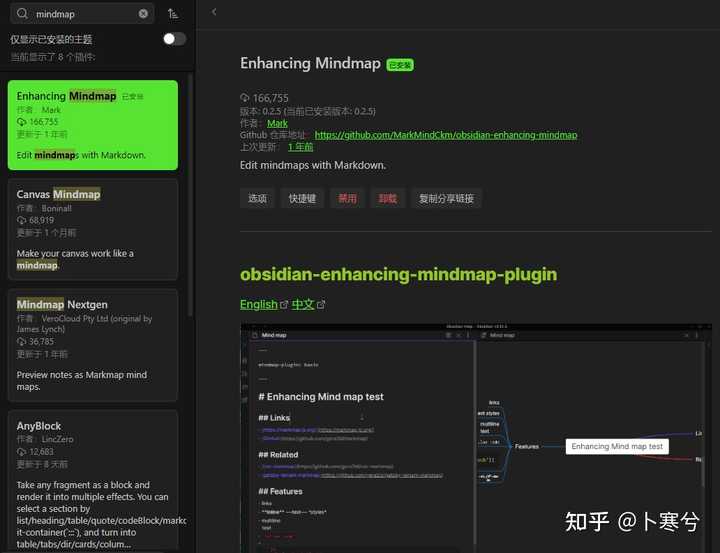 mindmap
仅显示已安装的主题
当前显示了 8 个插件:
Enhancing Mindmap 已安装
作者: Mark
166,755
更新于 1 年前
Edit mindmaps with Markdown.
Canvas Mindmap
作者: Boninall
68,919
更新于 1 个月前
Make your canvas work like a
mindmap.
Mindmap Nextgen
作者: VeroCloud Pty Ltd (original by
James Lynch)
36,785
更新于 1 年前
Preview notes as Markmap mind
maps.
AnyBlock
作者: LincZero
12,683
更新于 8 天前
Take any fragment as a block and
render it into multiple effects. You can
select a section by
list/heading/table/quote/codeBlock/markdo
it-container(`:::`), and turn into
table/tabs/dir/cards/colum...
Enhancing Mindmap 已安装
166,755
版本: 0.2.5 (当前已安装版本: 0.2.5)
作者: Mark
Github 仓库地址: https://github.com/MarkMindCkm/obsidian-enhancing-mindmap
上次更新: 1 年前
Edit mindmaps with Markdown.
选项 快捷键 禁用 卸载 复制分享链接
obsidian-enhancing-mindmap-plugin
English 中文
Mind map
---
mindmap-plugin: basic
---
# Enhancing Mind map test
## Links
## Related
## Features
- links
- multiline
text
Mind map
links
multiline
text
Features
Enhancing Mind map test
知乎 @卜寒兮